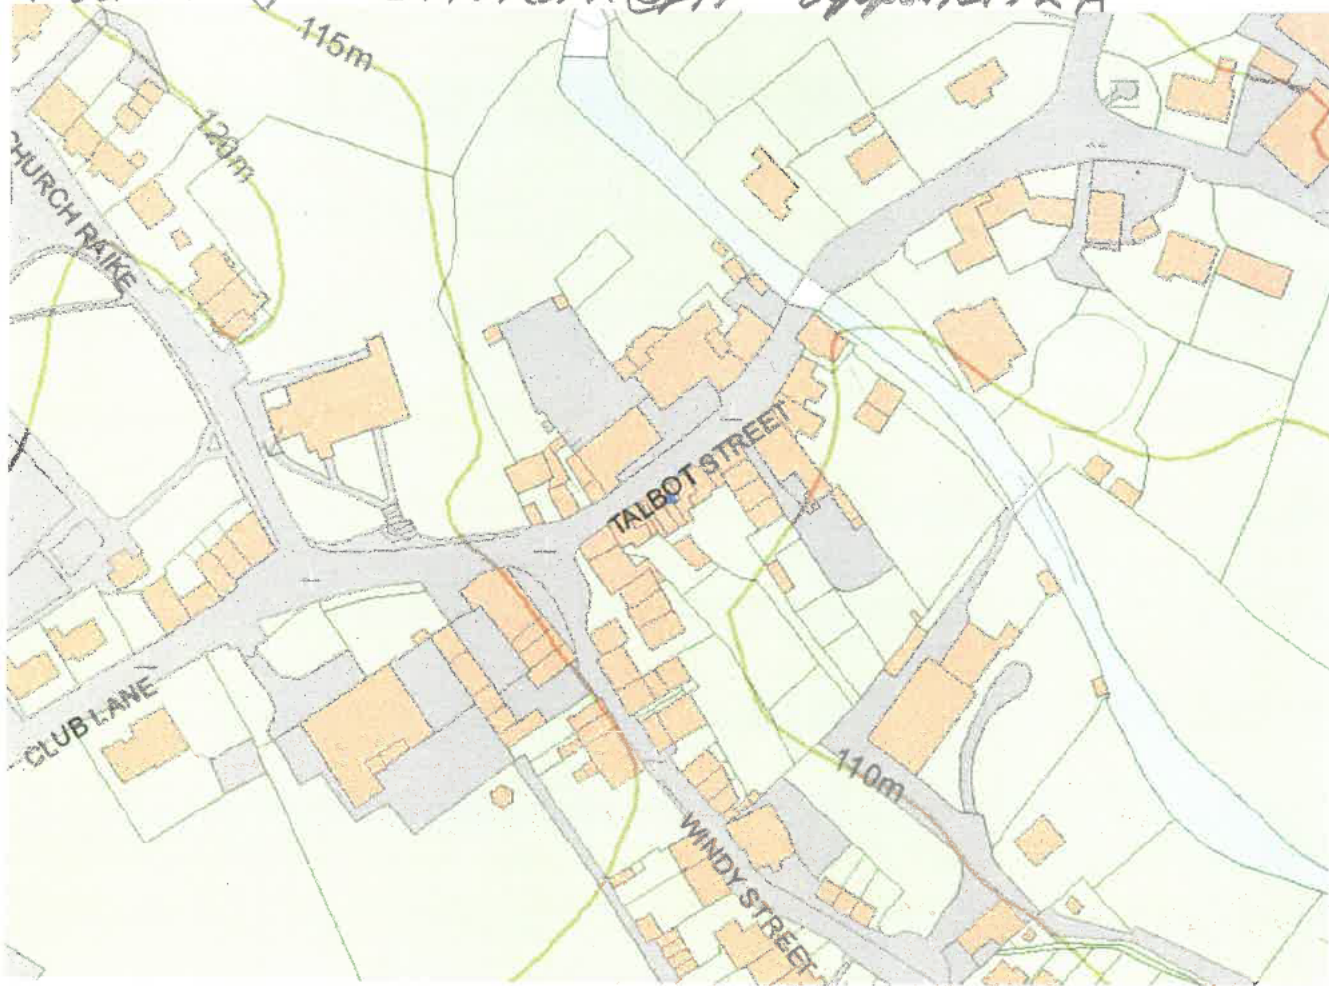 115m
120m
CHURCH RAIKE
TALBOT STREET
CLUB LANE
110m
WINDY STREET